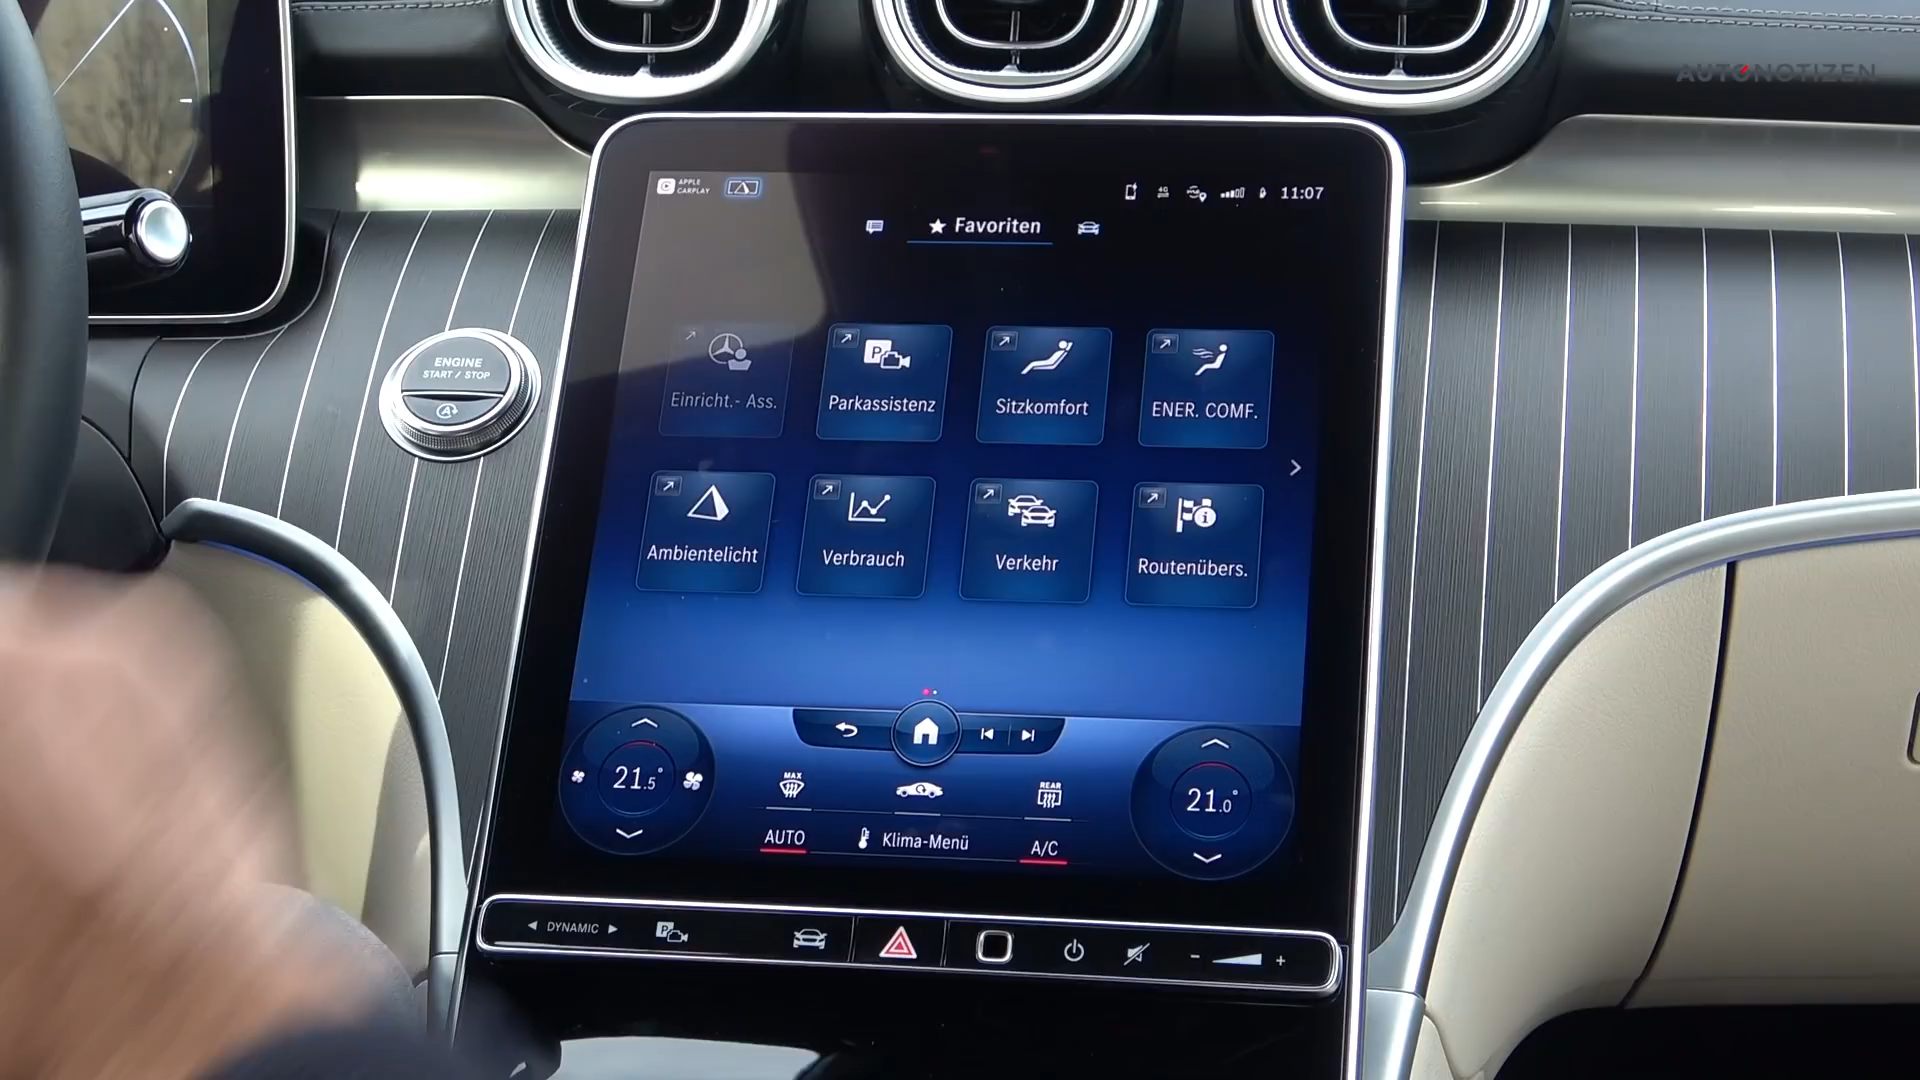 AUTONOTIZEN
APPLE
CARPLAY
4G
11:07
Favoriten
ENGINE
START / STOP
A
Einricht.- Ass.
P
Parkassistenz
Sitzkomfort
ENER. COMF.
Ambientelicht
Verbrauch
Verkehr
Routenübers.
21.5°
MAX
REAR
21.0°
AUTO
Klima-Menü
A/C
DYNAMIC
P
- +